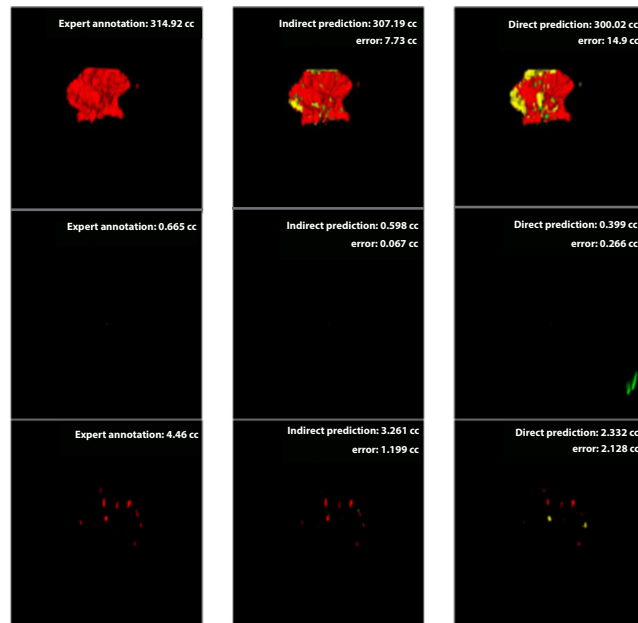 Expert annotation: 314.92 cc
Indirect prediction: 307.19 cc
error: 7.73 cc
Direct prediction: 300.02 cc
error: 14.9 cc
Expert annotation: 0.665 cc
Indirect prediction: 0.598 cc
error: 0.067 cc
Direct prediction: 0.399 cc
error: 0.266 cc
Expert annotation: 4.46 cc
Indirect prediction: 3.261 cc
error: 1.199 cc
Direct prediction: 2.332 cc
error: 2.128 cc